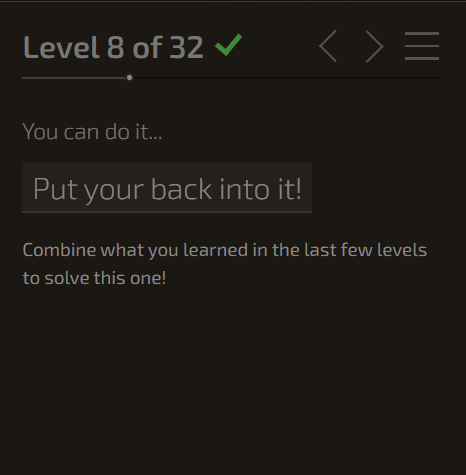 Level 8 of 32
You can do it...
Put your back into it!
Combine what you learned in the last few levels
to solve this one!